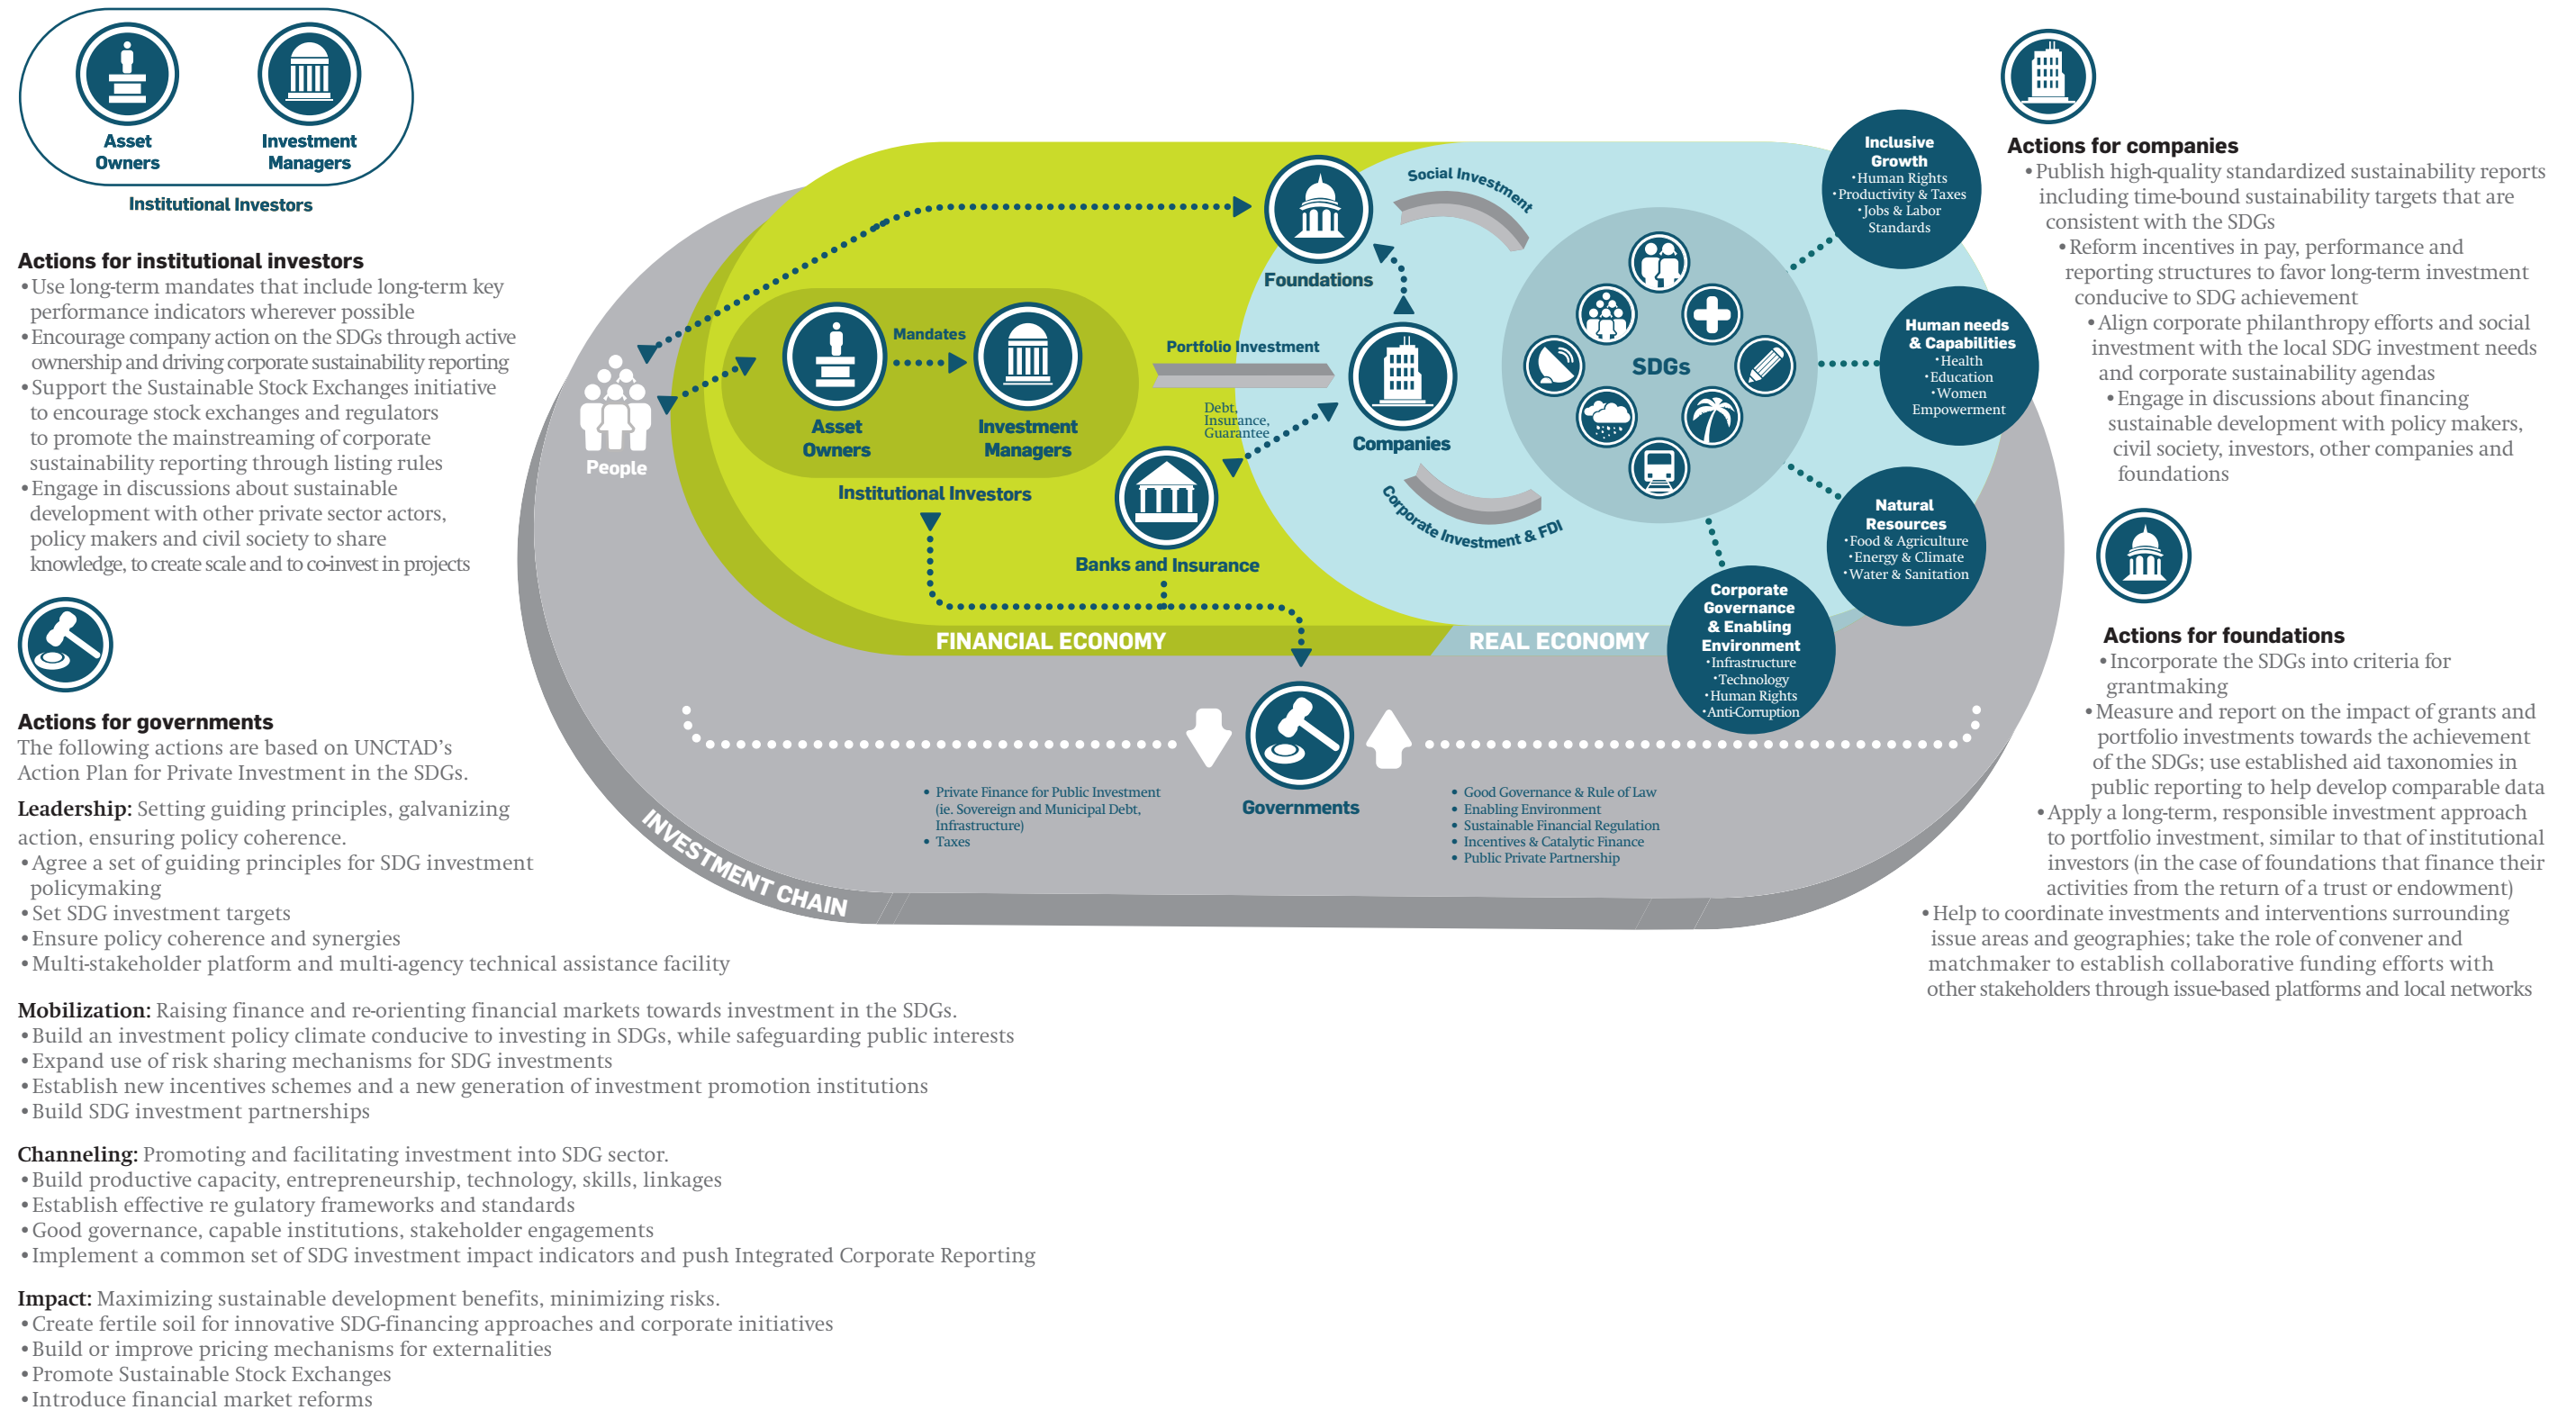 Asset
Owners
Investment
Managers
Institutional Investors
Actions for institutional investors
•Use long-term mandates that include long-term key
performance indicators wherever possible
•Encourage company action on the SDGs through active
ownership and driving corporate sustainability reporting
•Support the Sustainable Stock Exchanges initiative
to encourage stock exchanges and regulators
to promote the mainstreaming of corporate
sustainability reporting through listing rules
•Engage in discussions about sustainable
development with other private sector actors,
policy makers and civil society to share
knowledge, to create scale and to co-invest in projects
Actions for governments
The following actions are based on UNCTAD's
Action Plan for Private Investment in the SDGs.
Leadership: Setting guiding principles, galvanizing
action, ensuring policy coherence.
•Agree a set of guiding principles for SDG investment
policymaking
•Set SDG investment targets
•Ensure policy coherence and synergies
•Multi-stakeholder platform and multi-agency technical assistance facility
Mobilization: Raising finance and re-orienting financial markets towards investment in the SDGs.
•Build an investment policy climate conducive to investing in SDGs, while safeguarding public interests
•Expand use of risk sharing mechanisms for SDG investments
•Establish new incentives schemes and a new generation of investment promotion institutions
•Build SDG investment partnerships
Channeling: Promoting and facilitating investment into SDG sector.
•Build productive capacity, entrepreneurship, technology, skills, linkages
•Establish effective re gulatory frameworks and standards
•Good governance, capable institutions, stakeholder engagements
•Implement a common set of SDG investment impact indicators and push Integrated Corporate Reporting
Impact: Maximizing sustainable development benefits, minimizing risks.
•Create fertile soil for innovative SDG-financing approaches and corporate initiatives
•Build or improve pricing mechanisms for externalities
•Promote Sustainable Stock Exchanges
•Introduce financial market reforms
People
Asset
Owners
Mandates
Investment
Managers
Institutional Investors
Foundations
Social Investment
Portfolio Investment
Debt,
Insurance,
Guarantee
Companies
Banks and Insurance
Corporate Investment & FDI
SDGs
FINANCIAL ECONOMY
REAL ECONOMY
Inclusive
Growth
•Human Rights
•Productivity & Taxes
•Jobs & Labor
Standards
Human needs
& Capabilities
•Health
•Education
•Women
Empowerment
Natural
Resources
•Food & Agriculture
•Energy & Climate
•Water & Sanitation
Corporate
Governance
& Enabling
Environment
•Infrastructure
•Technology
•Human Rights
•Anti-Corruption
Governments
• Private Finance for Public Investment
(ie. Sovereign and Municipal Debt,
Infrastructure)
• Taxes
• Good Governance & Rule of Law
• Enabling Environment
• Sustainable Financial Regulation
• Incentives & Catalytic Finance
• Public Private Partnership
INVESTMENT CHAIN
Actions for companies
•Publish high-quality standardized sustainability reports
including time-bound sustainability targets that are
consistent with the SDGs
•Reform incentives in pay, performance and
reporting structures to favor long-term investment
conducive to SDG achievement
•Align corporate philanthropy efforts and social
investment with the local SDG investment needs
and corporate sustainability agendas
•Engage in discussions about financing
sustainable development with policy makers,
civil society, investors, other companies and
foundations
Actions for foundations
•Incorporate the SDGs into criteria for
grantmaking
•Measure and report on the impact of grants and
portfolio investments towards the achievement
of the SDGs; use established aid taxonomies in
public reporting to help develop comparable data
•Apply a long-term, responsible investment approach
to portfolio investment, similar to that of institutional
investors (in the case of foundations that finance their
activities from the return of a trust or endowment)
•Help to coordinate investments and interventions surrounding
issue areas and geographies; take the role of convener and
matchmaker to establish collaborative funding efforts with
other stakeholders through issue-based platforms and local networks